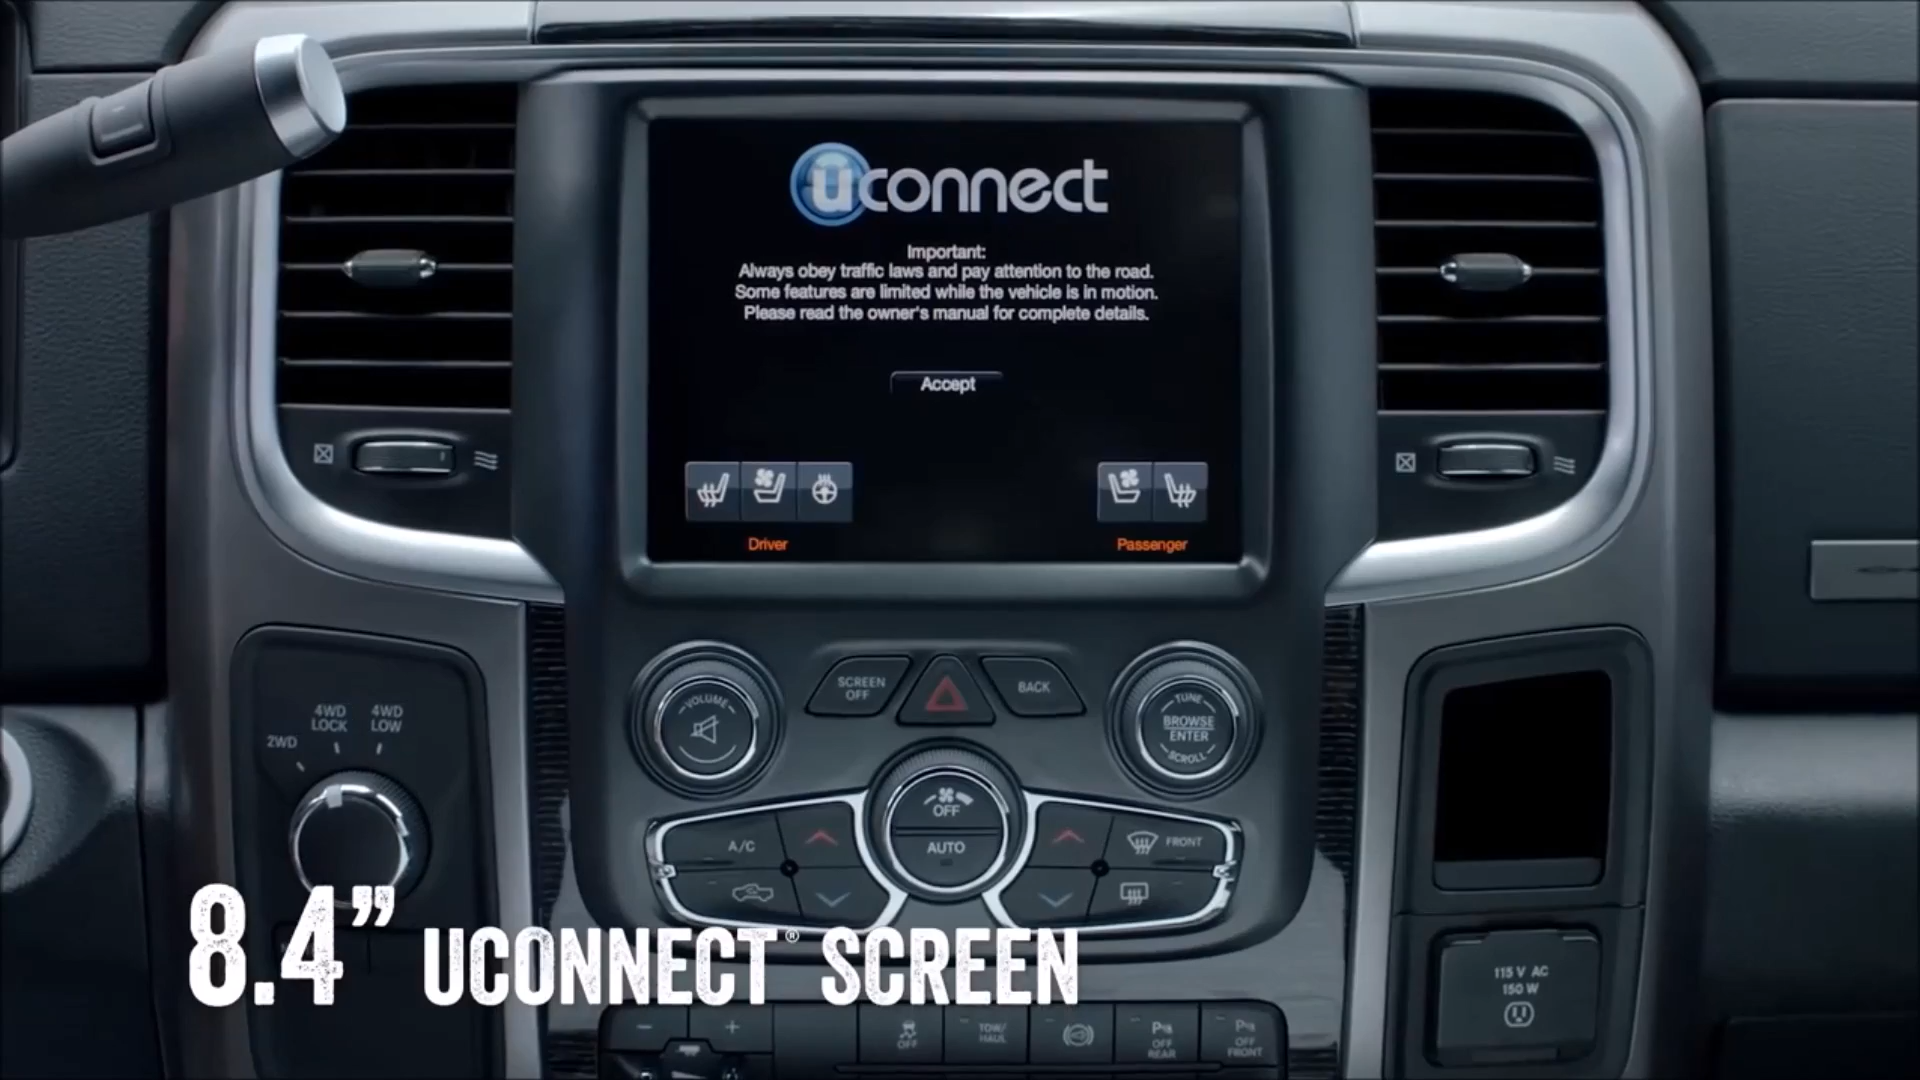 uconnect
Important:
Always obey traffic laws and pay attention to the road.
Some features are limited while the vehicle is in motion.
Please read the owner's manual for complete details.
Accept
Driver
Passenger
VOLUME
SCREEN
OFF
BACK
TUNE
BROWSE
ENTER
SCROLL
2WD
4WD
LOCK
4WD
LOW
OFF
AUTO
A/C
FRONT
8.4” UCONNECT® SCREEN
115 V AC
150 W
- +
OFF
TOW/
HAUL
P
OFF
REAR
P
OFF
FRONT